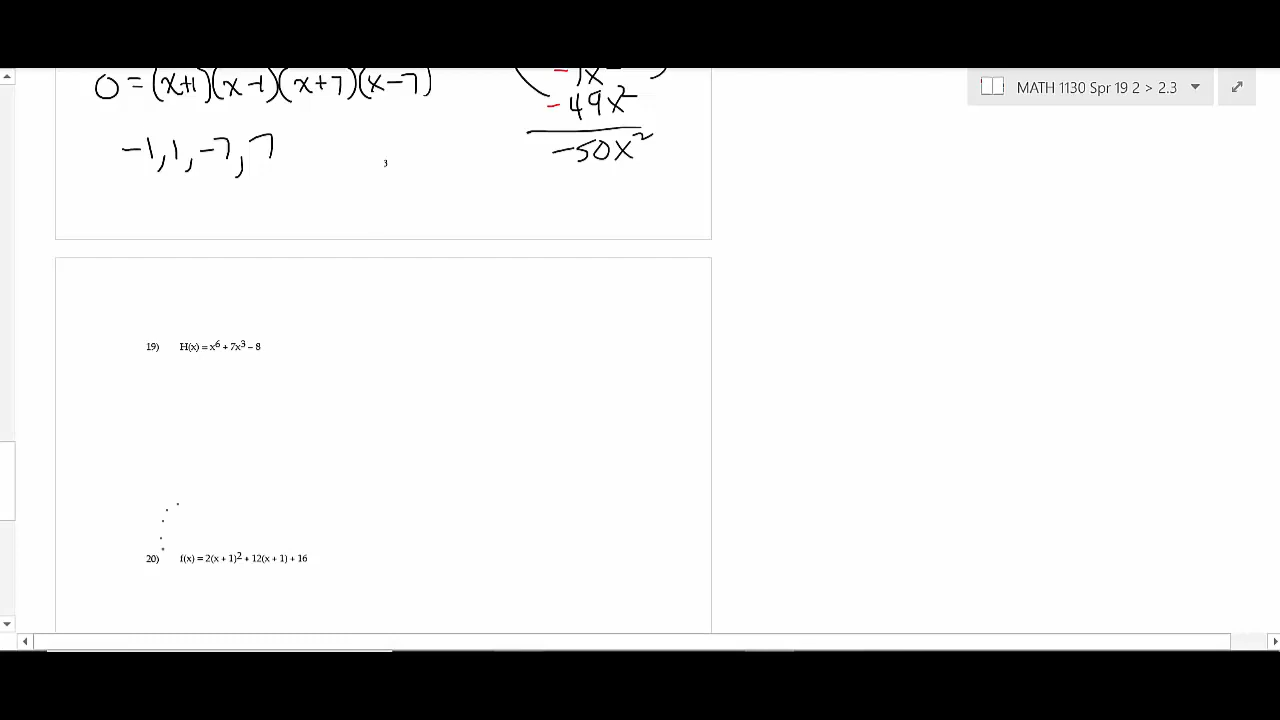 0 = (x+1)(x-1)(x+7)(x-7)
-1, 1, -7, 7
- 49x²
-50x²
3
MATH 1130 Spr 19 2 > 2.3
19) H(x) = x⁶ + 7x³ – 8
20) f(x) = 2(x + 1)² + 12(x + 1) + 16